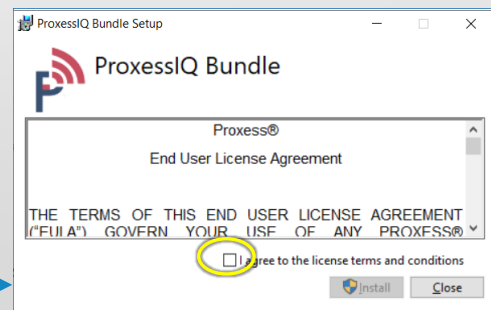 ProxessIQ Bundle Setup
ProxessIQ Bundle
Proxess®
End User License Agreement
THE TERMS OF THIS END USER LICENSE AGREEMENT
("EULA") GOVERN YOUR USE OF ANY PROXESS®
I agree to the license terms and conditions
Install Close